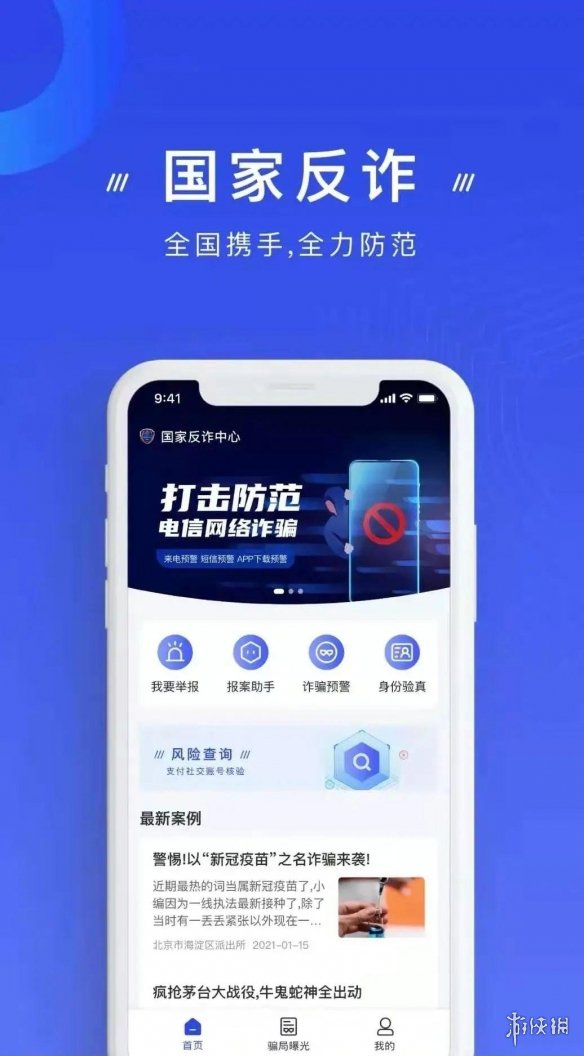 国家反诈
全国携手,全力防范
9:41
国家反诈中心
打击防范
电信网络诈骗
来电预警 短信预警 APP下载预警
我要举报 报案助手 诈骗预警 身份验真
风险查询
支付社交账号核验
最新案例
警惕!以“新冠疫苗”之名诈骗来袭!
近期最热的词当属新冠疫苗了,小
编因为一线执法最新接种了,除了
当时有一丢丢紧张以外现在一…
北京市海淀区派出所 2021-01-15
疯抢茅台大战役,牛鬼蛇神全出动
首页 骗局曝光 我的
游侠网